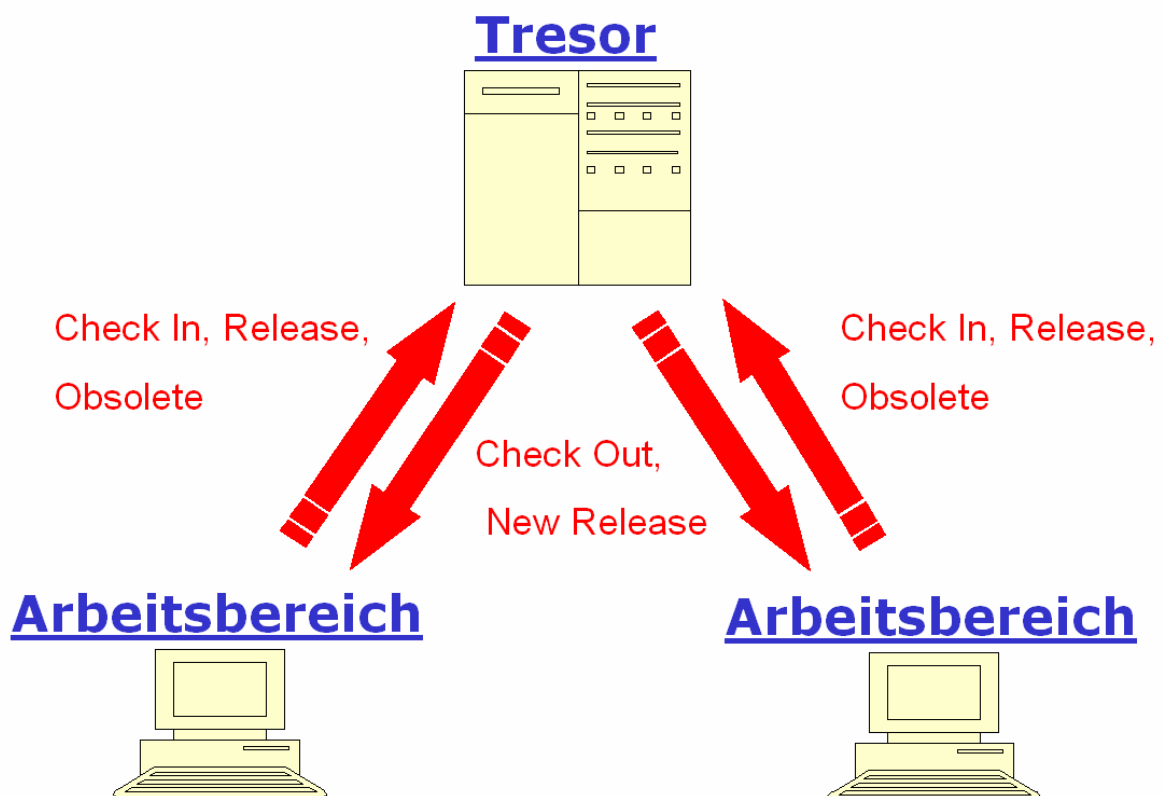 Tresor
Check In, Release,
Obsolete
Check In, Release,
Obsolete
Check Out,
New Release
Arbeitsbereich
Arbeitsbereich